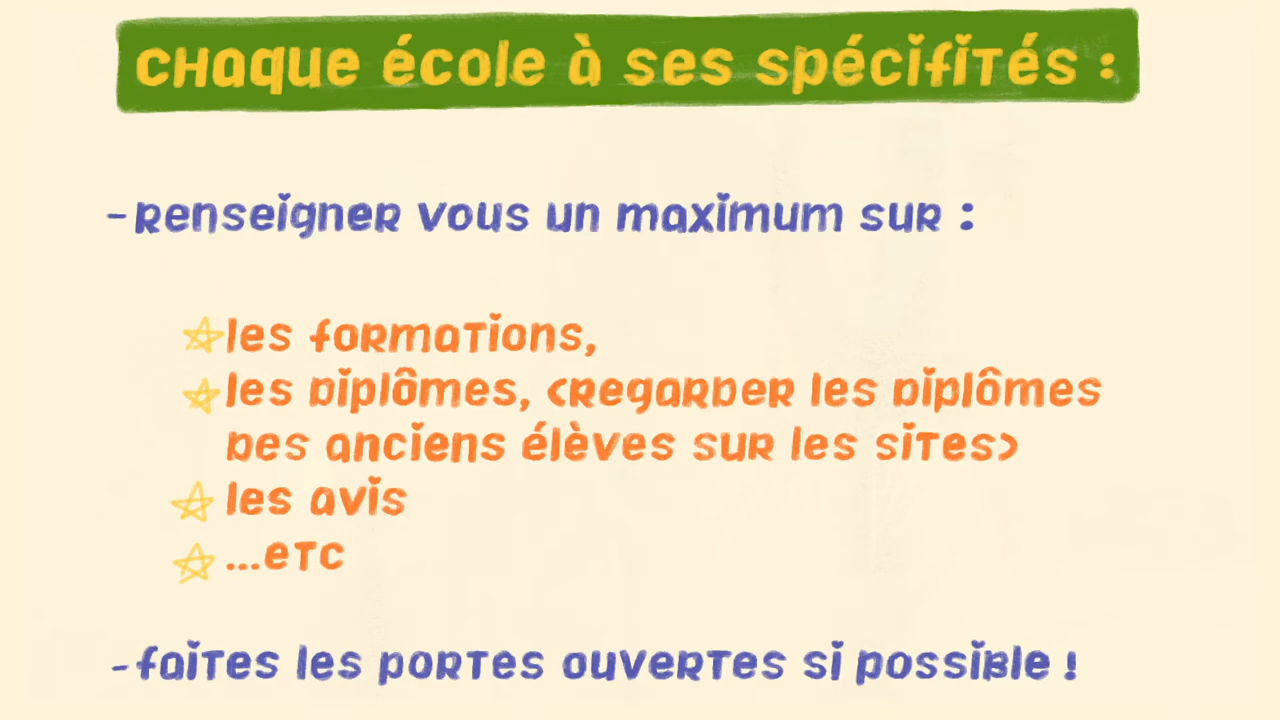 chaque école à ses spécifités :
-renseigner vous un maximum sur :
les formations,
les diplômes, (regarder les diplômes
des anciens élèves sur les sites)
les avis
...etc
-faites les portes ouvertes si possible !